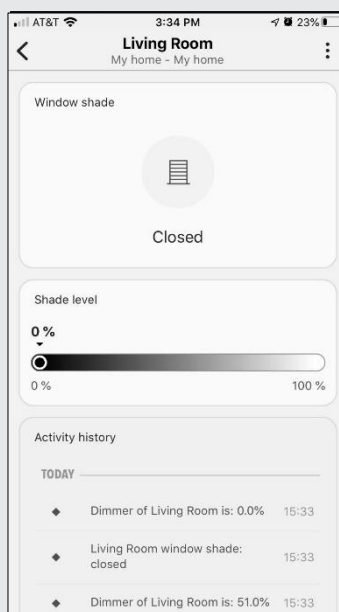 AT&T 3:34 PM 23%
Living Room
My home - My home
Window shade
Closed
Shade level
0 %
0 % 100 %
Activity history
TODAY
Dimmer of Living Room is: 0.0% 15:33
Living Room window shade:
closed 15:33
Dimmer of Living Room is: 51.0% 15:33